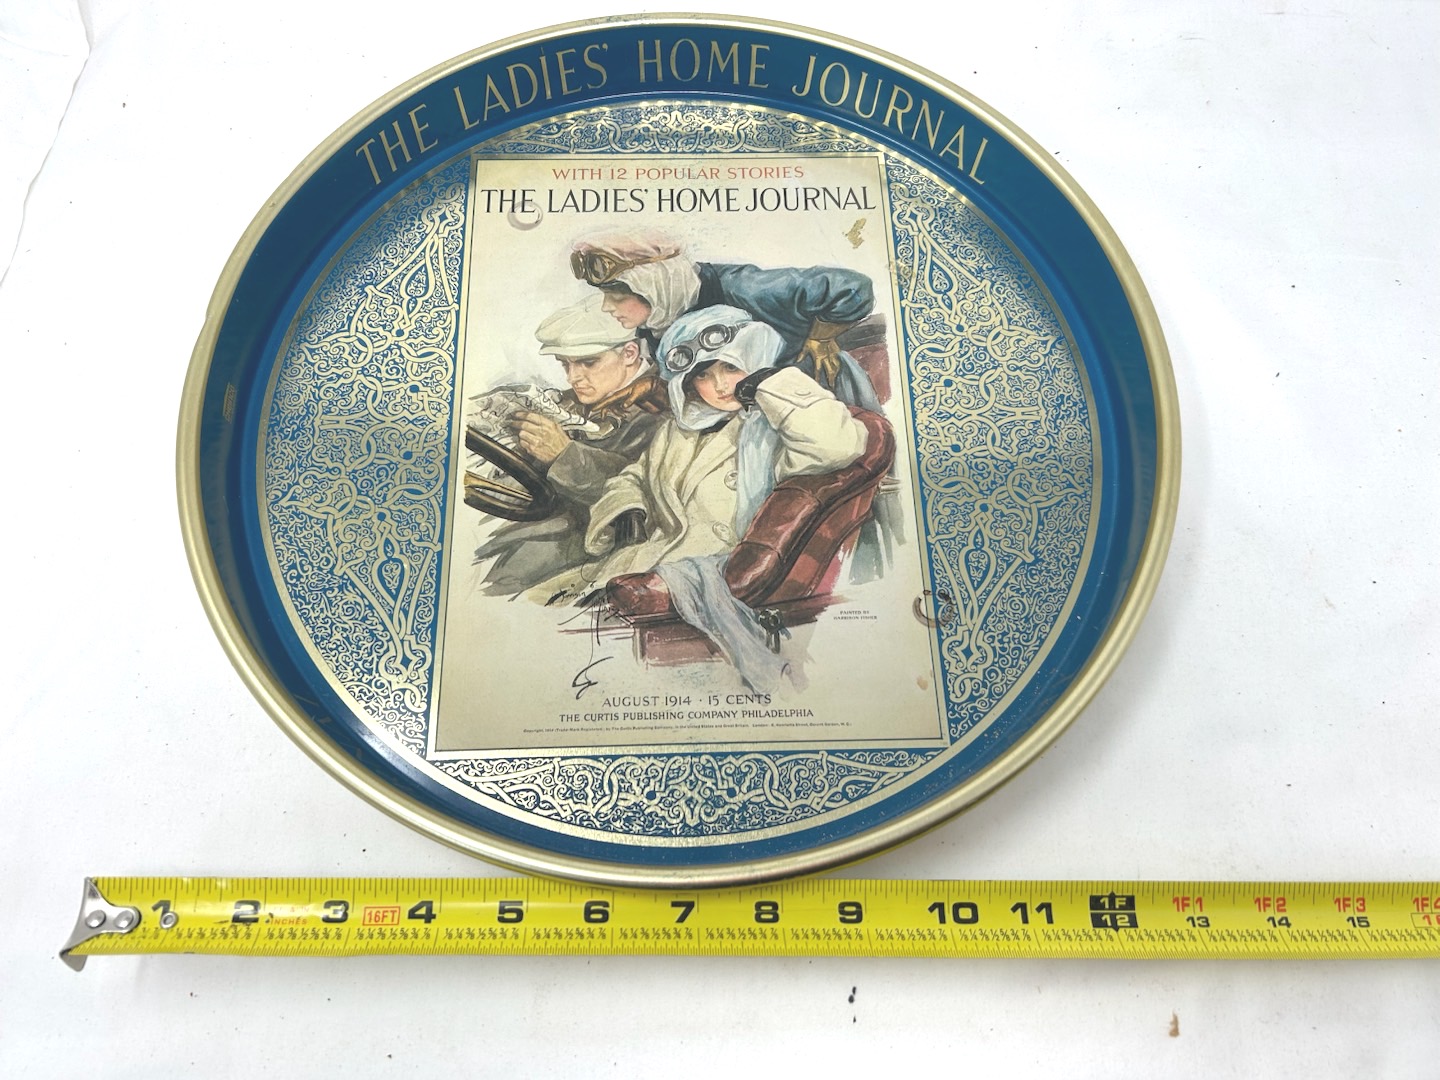 THE LADIES' HOME JOURNAL
WITH 12 POPULAR STORIES
THE LADIES' HOME JOURNAL
PAINTED BY
HARRISON FISHER
AUGUST 1914 · 15 CENTS
THE CURTIS PUBLISHING COMPANY PHILADELPHIA
1 2 INCHES 3 16FT 4 5 6 7 8 9 10 11 1F 1F1 1F2 1F3 1F4
12 13 14 15